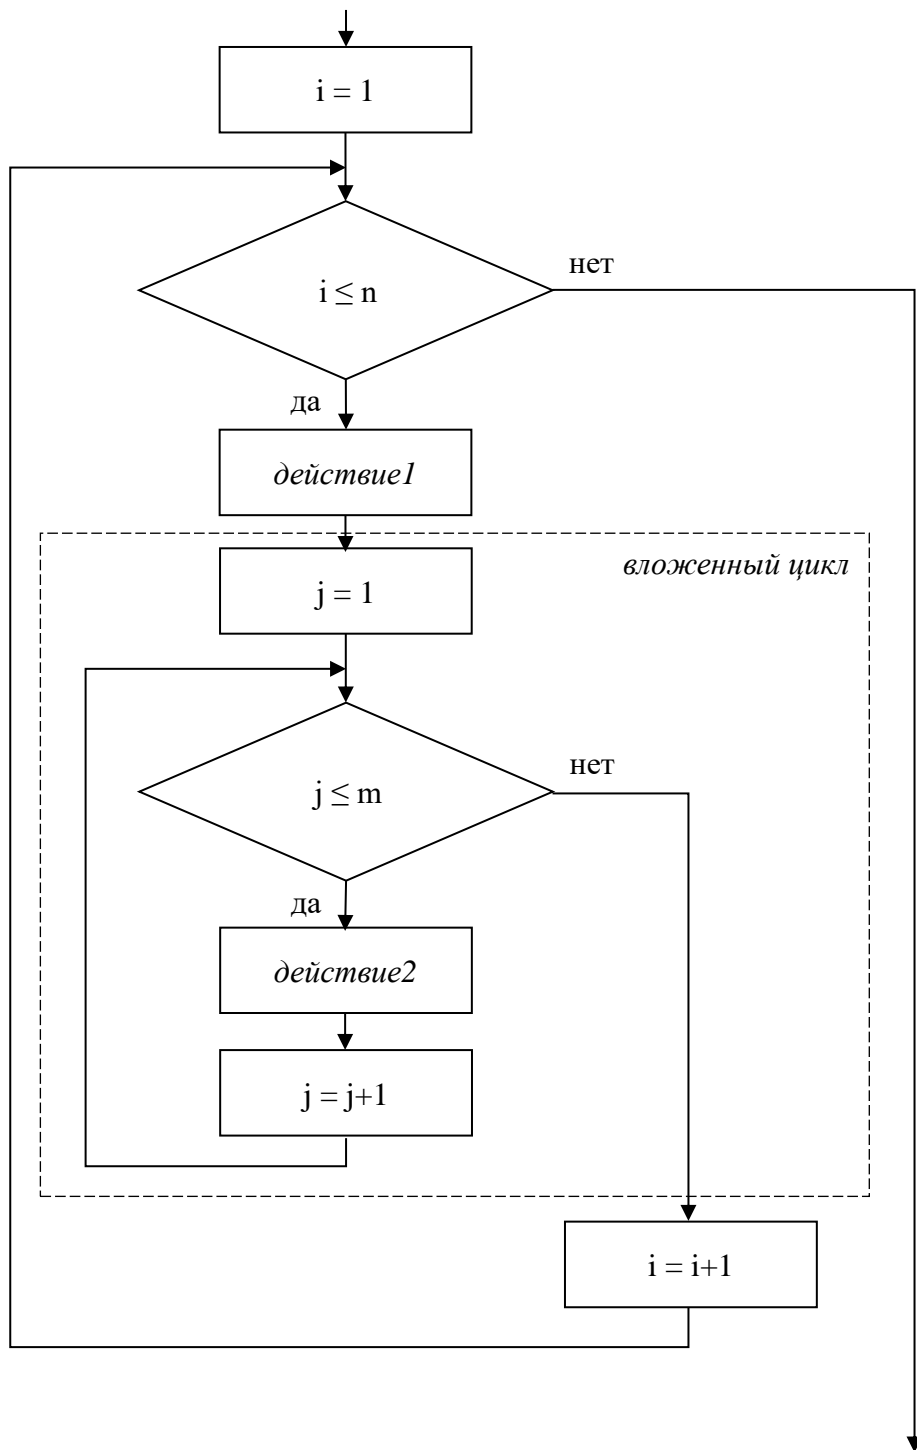 i = 1
нет
i ≤ n
да
действие1
вложенный цикл
j = 1
нет
j ≤ m
да
действие2
j = j+1
i = i+1